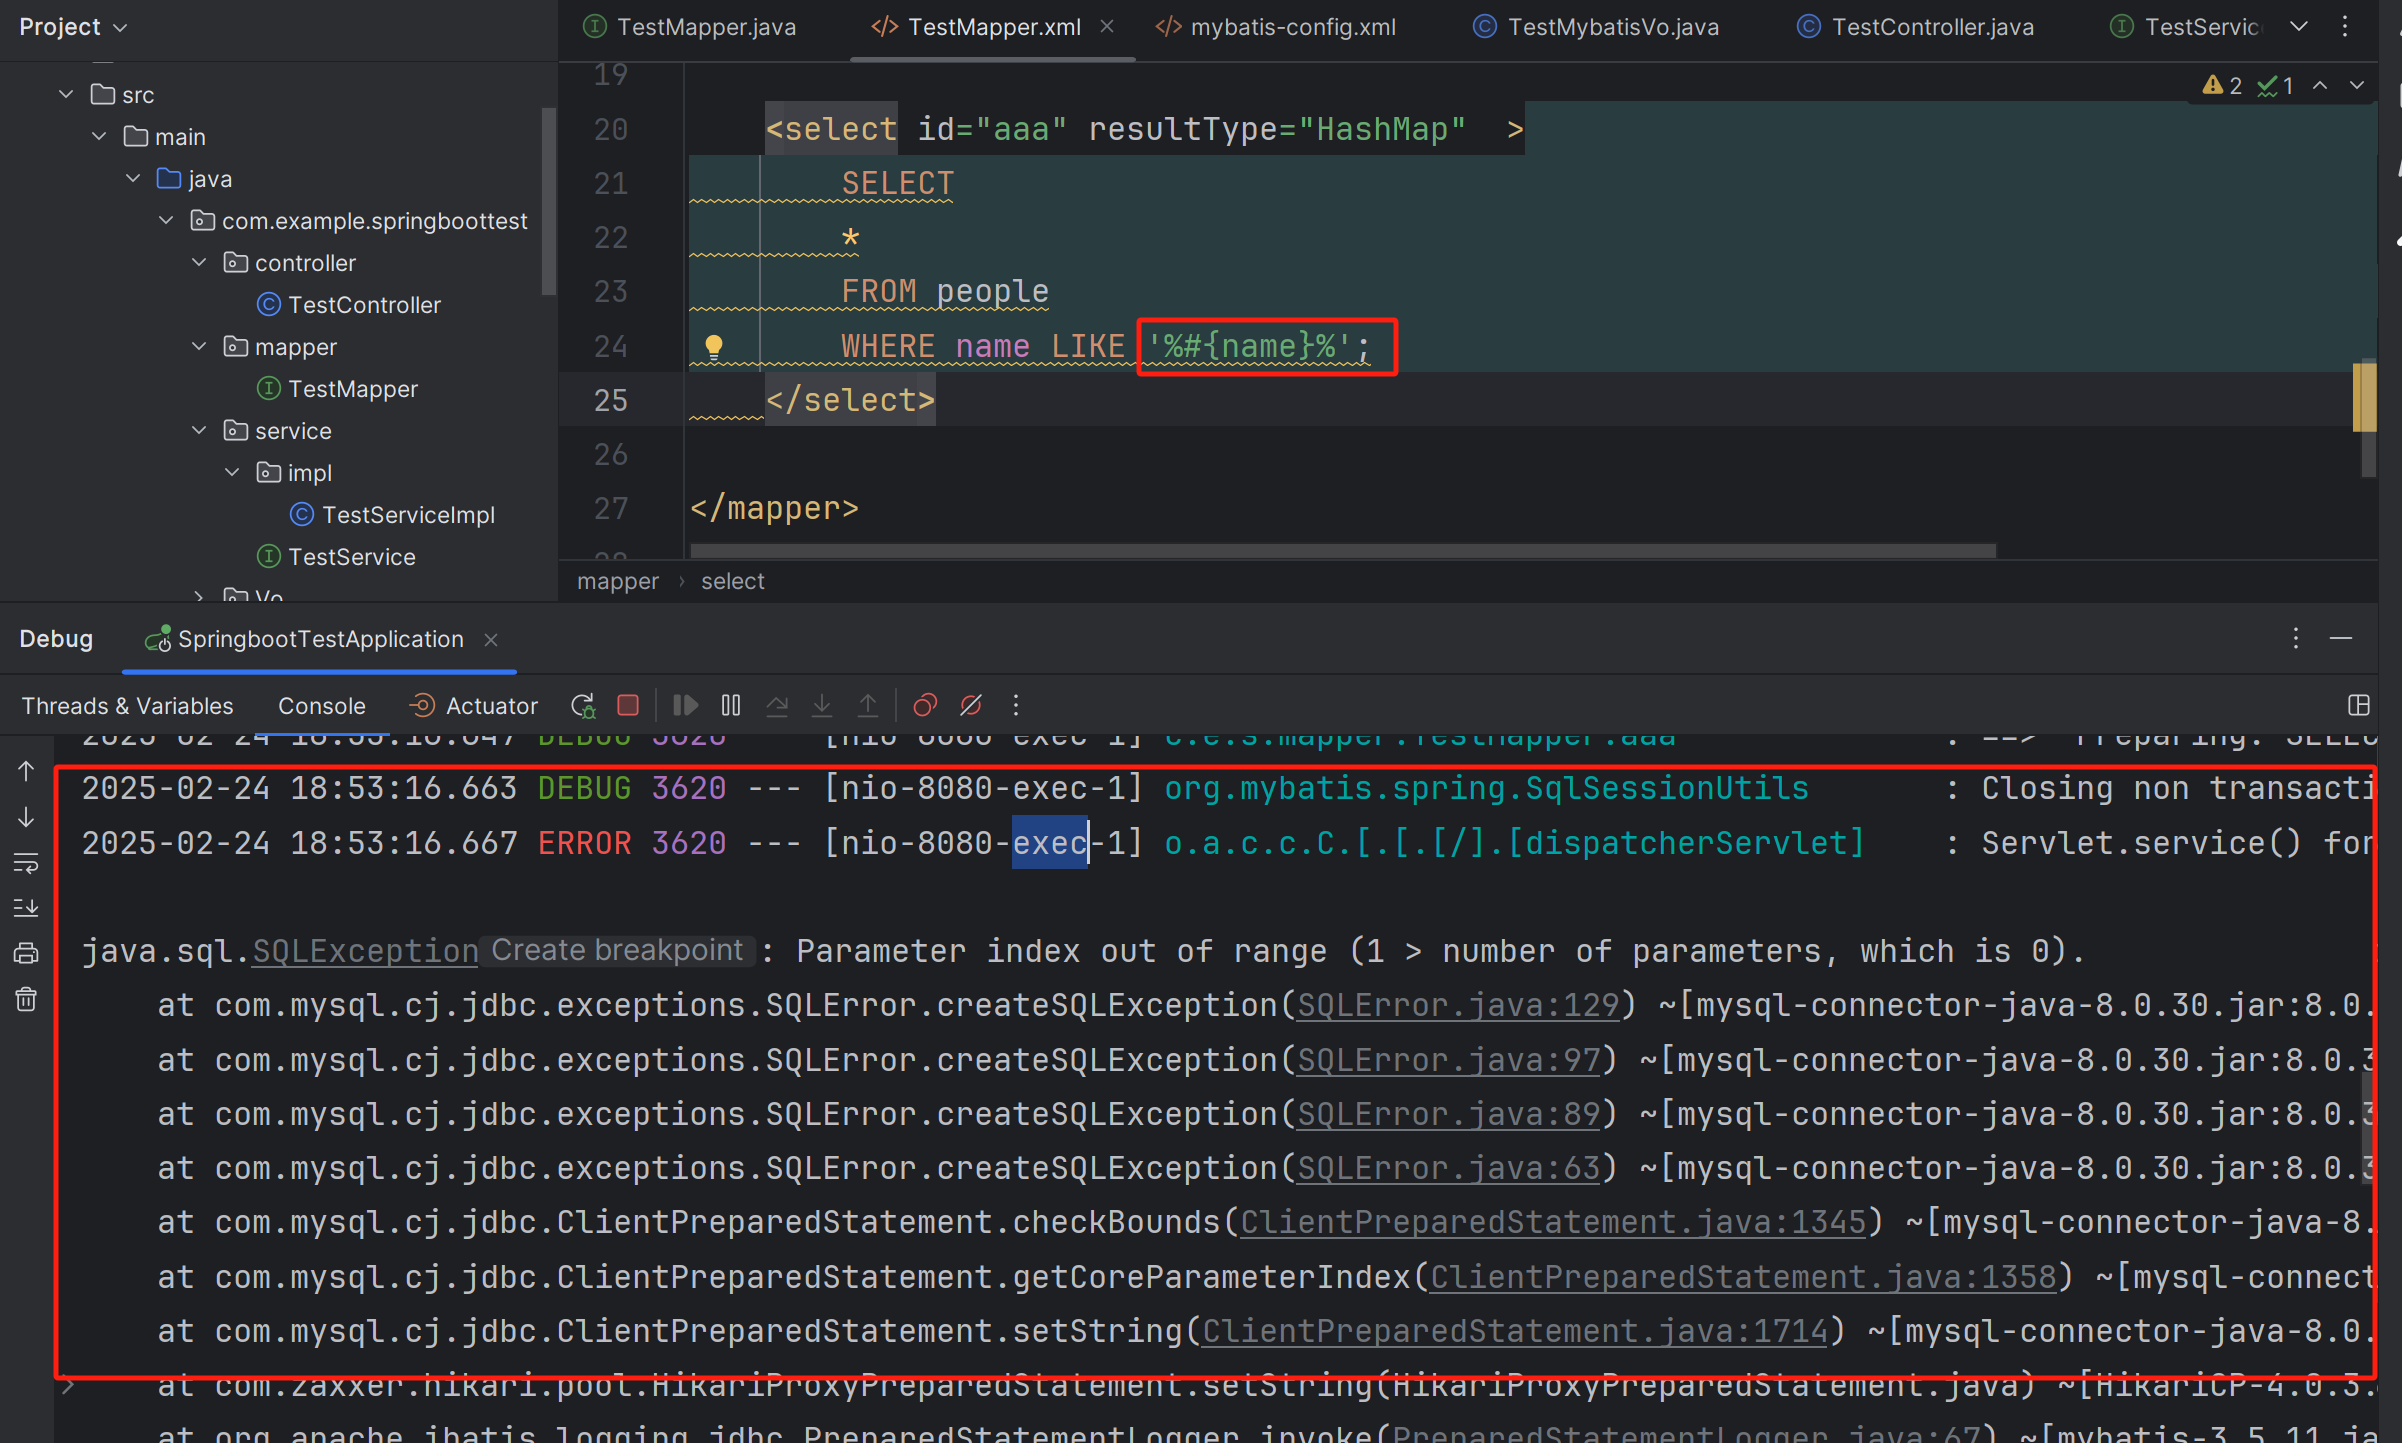 Project
TestMapper.java
TestMapper.xml
mybatis-config.xml
TestMybatisVo.java
TestController.java
TestServic
src
main
java
com.example.springboottest
controller
TestController
mapper
TestMapper
service
impl
TestServiceImpl
TestService
Vo
2 1
19
20 <select id="aaa" resultType="HashMap" >
21 SELECT
22 *
23 FROM people
24 WHERE name LIKE '%#{name}%';
25 </select>
26
27 </mapper>
mapper › select
Debug SpringbootTestApplication
Threads & Variables Console Actuator
2025-02-24 18:53:16.663 DEBUG 3620 --- [nio-8080-exec-1] org.mybatis.spring.SqlSessionUtils : Closing non transacti
2025-02-24 18:53:16.667 ERROR 3620 --- [nio-8080-exec-1] o.a.c.c.C.[.[.[/].[dispatcherServlet] : Servlet.service() for
java.sql.SQLException Create breakpoint : Parameter index out of range (1 > number of parameters, which is 0).
at com.mysql.cj.jdbc.exceptions.SQLError.createSQLException(SQLError.java:129) ~[mysql-connector-java-8.0.30.jar:8.0.
at com.mysql.cj.jdbc.exceptions.SQLError.createSQLException(SQLError.java:97) ~[mysql-connector-java-8.0.30.jar:8.0.3
at com.mysql.cj.jdbc.exceptions.SQLError.createSQLException(SQLError.java:89) ~[mysql-connector-java-8.0.30.jar:8.0.3
at com.mysql.cj.jdbc.exceptions.SQLError.createSQLException(SQLError.java:63) ~[mysql-connector-java-8.0.30.jar:8.0.3
at com.mysql.cj.jdbc.ClientPreparedStatement.checkBounds(ClientPreparedStatement.java:1345) ~[mysql-connector-java-8.
at com.mysql.cj.jdbc.ClientPreparedStatement.getCoreParameterIndex(ClientPreparedStatement.java:1358) ~[mysql-connect
at com.mysql.cj.jdbc.ClientPreparedStatement.setString(ClientPreparedStatement.java:1714) ~[mysql-connector-java-8.0.
at com.zaxxer.hikari.pool.HikariProxyPreparedStatement.setString(HikariProxyPreparedStatement.java) ~[HikariCP-4.0.3.
at org.apache.ibatis.logging.jdbc.PreparedStatementLogger.invoke(PreparedStatementLogger.java:67) ~[mybatis-3.5.11.ja